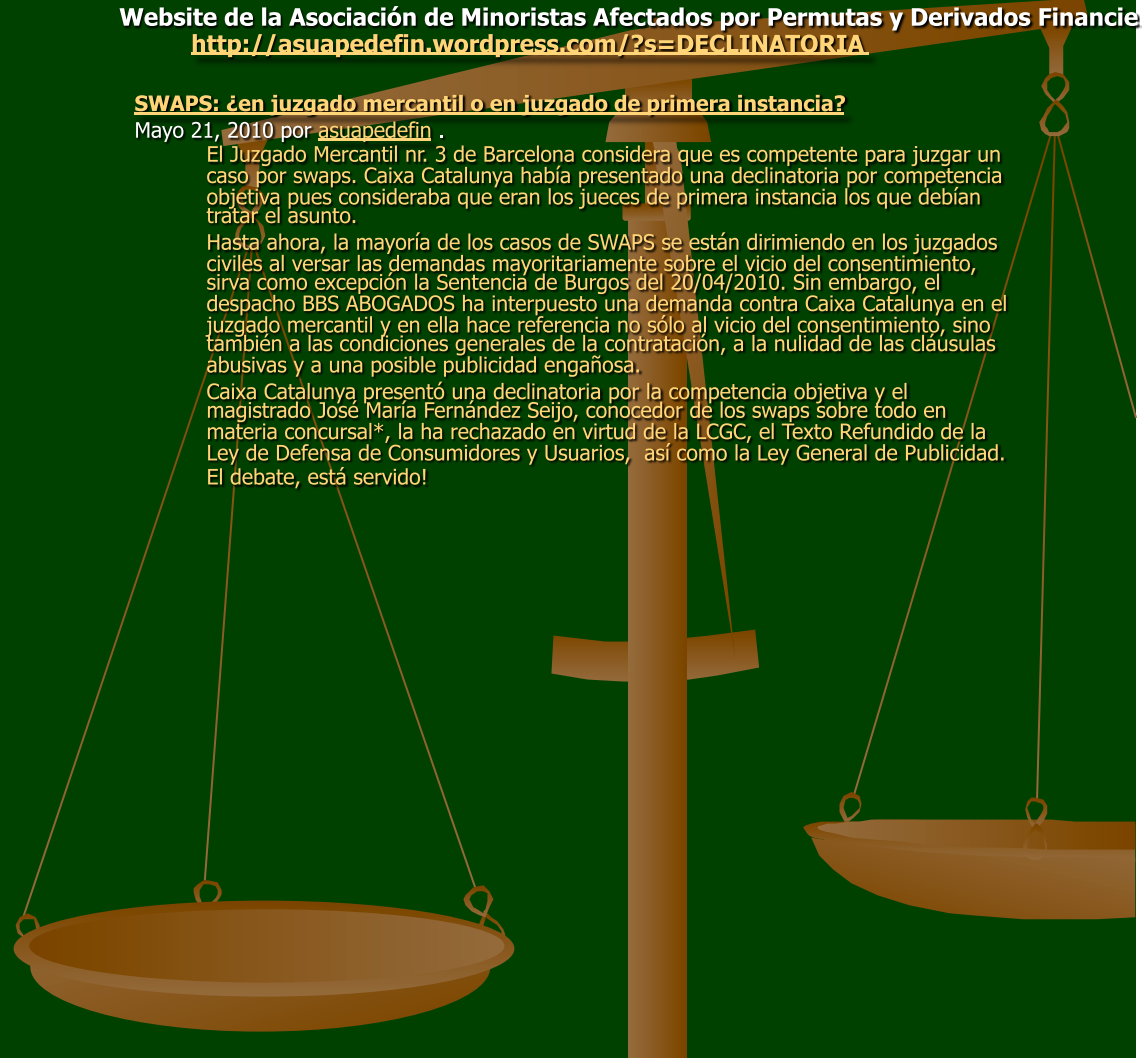 Website de la Asociación de Minoristas Afectados por Permutas y Derivados Financie
http://asuapedefin.wordpress.com/?s=DECLINATORIA
SWAPS: ¿en juzgado mercantil o en juzgado de primera instancia?
Mayo 21, 2010 por asuapedefin .
El Juzgado Mercantil nr. 3 de Barcelona considera que es competente para juzgar un
caso por swaps. Caixa Catalunya había presentado una declinatoria por competencia
objetiva pues consideraba que eran los jueces de primera instancia los que debían
tratar el asunto.
Hasta ahora, la mayoría de los casos de SWAPS se están dirimiendo en los juzgados
civiles al versar las demandas mayoritariamente sobre el vicio del consentimiento,
sirva como excepción la Sentencia de Burgos del 20/04/2010. Sin embargo, el
despacho BBS ABOGADOS ha interpuesto una demanda contra Caixa Catalunya en el
juzgado mercantil y en ella hace referencia no sólo al vicio del consentimiento, sino
también a las condiciones generales de la contratación, a la nulidad de las cláusulas
abusivas y a una posible publicidad engañosa.
Caixa Catalunya presentó una declinatoria por la competencia objetiva y el
magistrado José María Fernández Seijo, conocedor de los swaps sobre todo en
materia concursal*, la ha rechazado en virtud de la LCGC, el Texto Refundido de la
Ley de Defensa de Consumidores y Usuarios, así como la Ley General de Publicidad.
El debate, está servido!